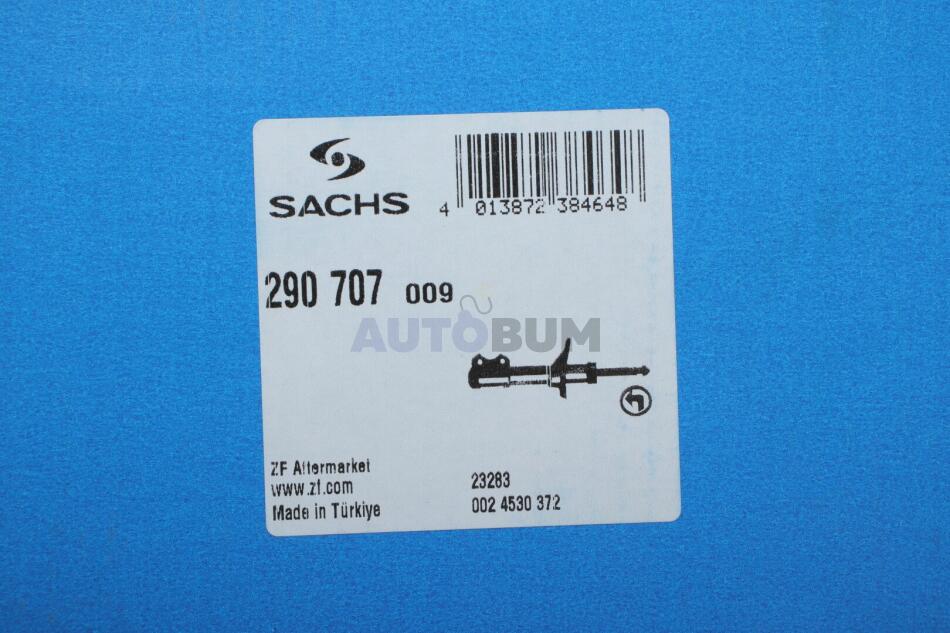 SACHS
4 013872 384648
290 707 009
AUTOBUM
ZF Aftermarket
www.zf.com
Made in Türkiye
23283
002 4530 372